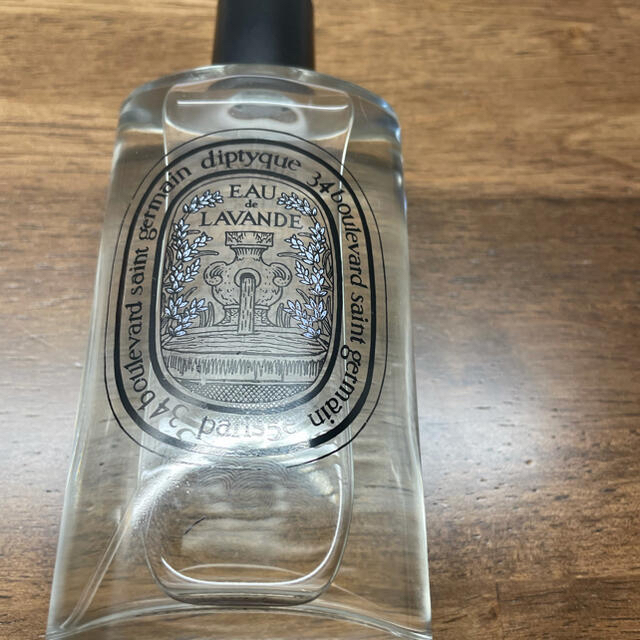 diptyque 34 boulevard saint germain paris 5e 34 boulevard saint germain
EAU
de
LAVANDE